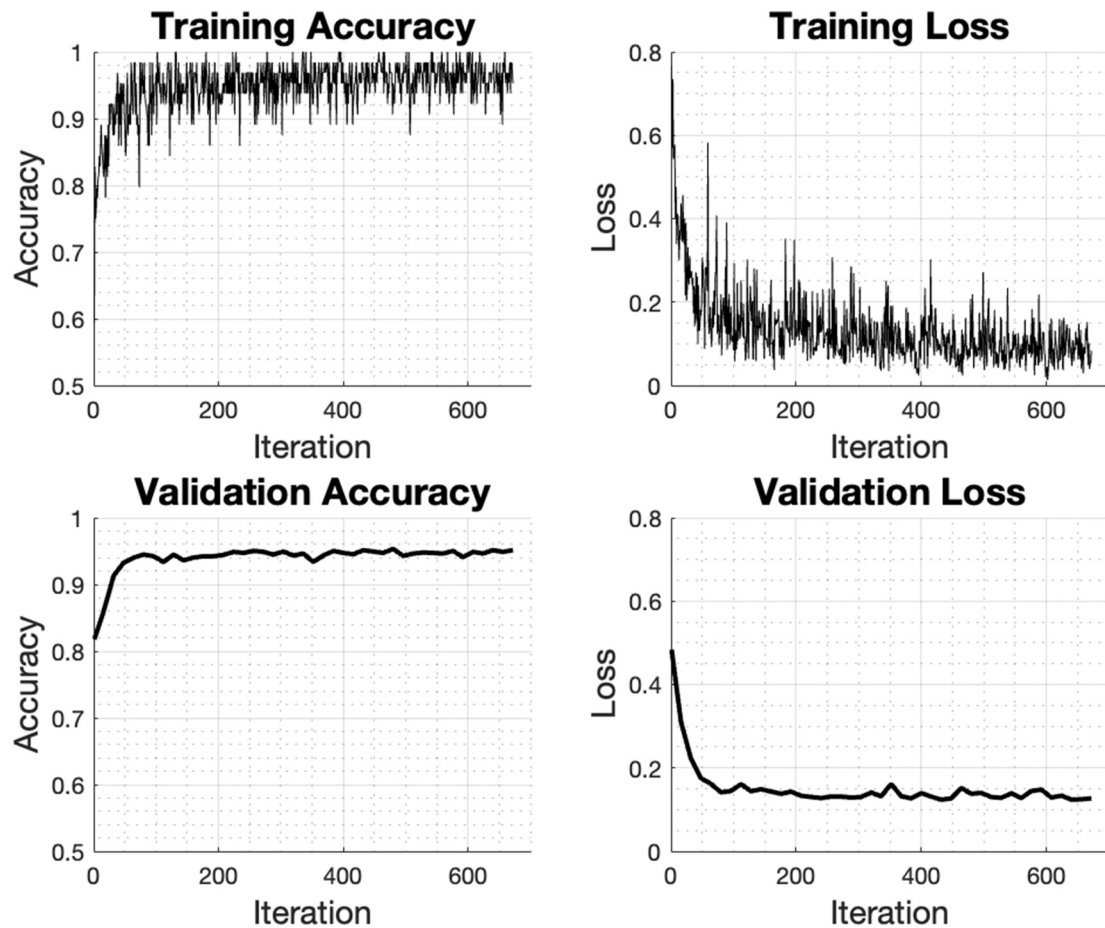 Training Accuracy
1
0.9
0.8
0.7
0.6
0.5
Accuracy
0 200 400 600
Iteration
Training Loss
0.8
0.6
0.4
0.2
0
Loss
0 200 400 600
Iteration
Validation Accuracy
1
0.9
0.8
0.7
0.6
0.5
Accuracy
0 200 400 600
Iteration
Validation Loss
0.8
0.6
0.4
0.2
0
Loss
0 200 400 600
Iteration